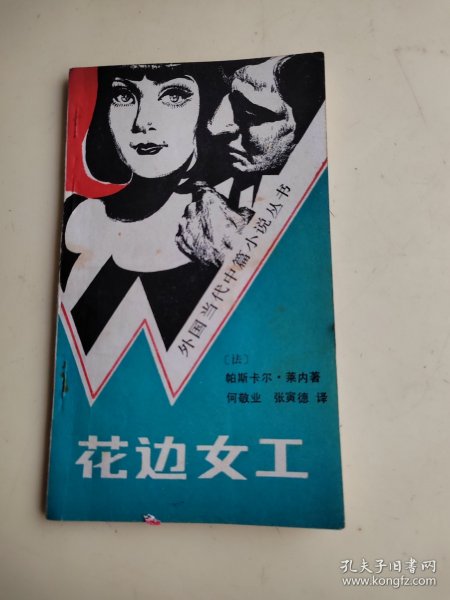 外国当代中篇小说丛书
〔法〕
帕斯卡尔·莱内著
何敬业 张寅德 译
花边女工
孔夫子旧书网
www.kongfz.com